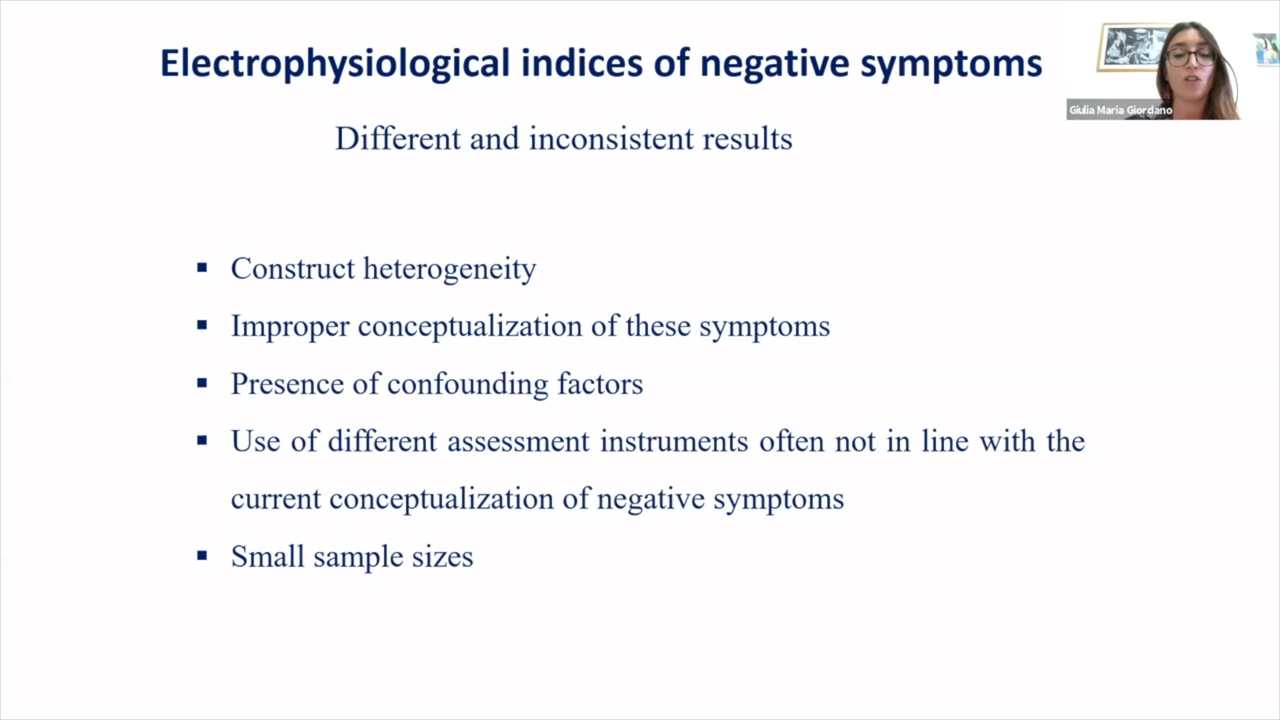 Electrophysiological indices of negative symptoms
Giulia Maria Giordano
Different and inconsistent results
▪ Construct heterogeneity
▪ Improper conceptualization of these symptoms
▪ Presence of confounding factors
▪ Use of different assessment instruments often not in line with the
current conceptualization of negative symptoms
▪ Small sample sizes